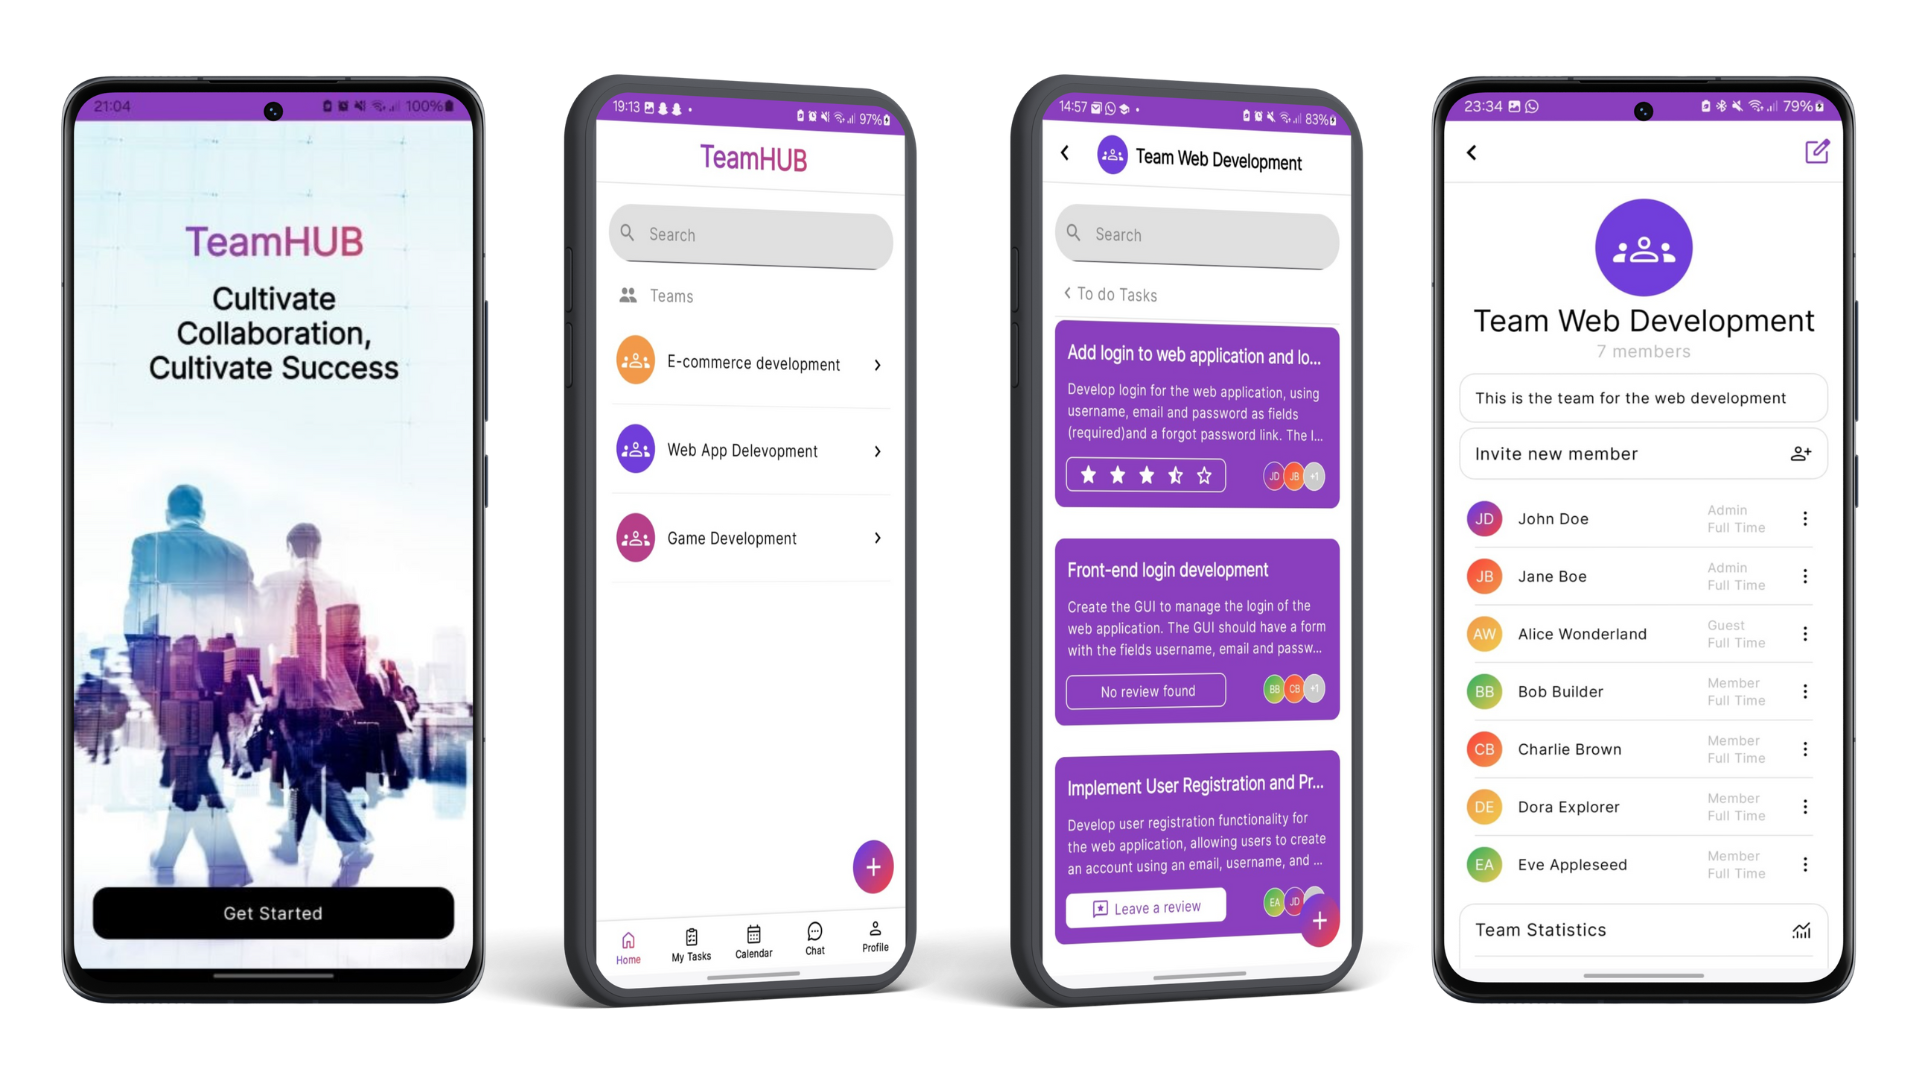 21:04
100%
TeamHUB
Cultivate
Collaboration,
Cultivate Success
Get Started
19:13
97%
TeamHUB
Search
Teams
E-commerce development
Web App Delevopment
Game Development
Home
My Tasks
Calendar
Chat
Profile
14:57
83%
Team Web Development
Search
To do Tasks
Add login to web application and lo...
Develop login for the web application, using
username, email and password as fields
(required)and a forgot password link. The l...
JD JB +1
Front-end login development
Create the GUI to manage the login of the
web application. The GUI should have a form
with the fields username, email and passw...
No review found
BB CB +1
Implement User Registration and Pr...
Develop user registration functionality for
the web application, allowing users to create
an account using an email, username, and ...
Leave a review
EA JD
23:34
79%
Team Web Development
7 members
This is the team for the web development
Invite new member
JD John Doe Admin
Full Time
JB Jane Boe Admin
Full Time
AW Alice Wonderland Guest
Full Time
BB Bob Builder Member
Full Time
CB Charlie Brown Member
Full Time
DE Dora Explorer Member
Full Time
EA Eve Appleseed Member
Full Time
Team Statistics